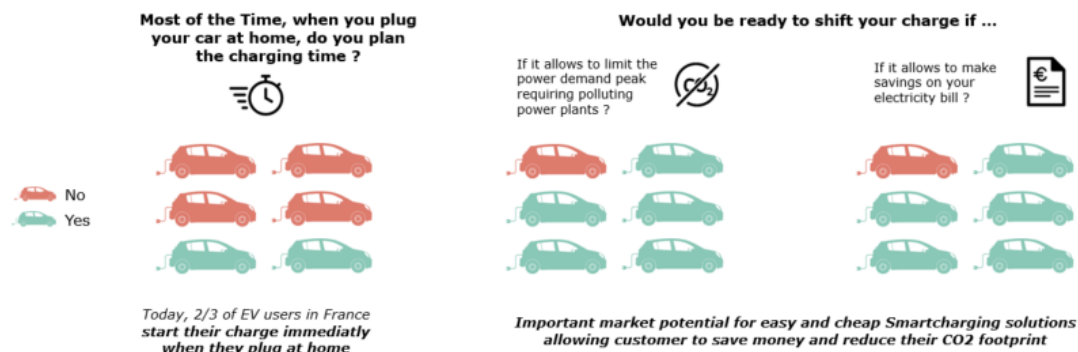 Most of the Time, when you plug
your car at home, do you plan
the charging time ?
Would you be ready to shift your charge if ...
If it allows to limit the
power demand peak
requiring polluting
power plants ?
CO2
If it allows to make
savings on your
electricity bill ?
€
No
Yes
Today, 2/3 of EV users in France
start their charge immediatly
when they plug at home
Important market potential for easy and cheap Smartcharging solutions
allowing customer to save money and reduce their CO2 footprint